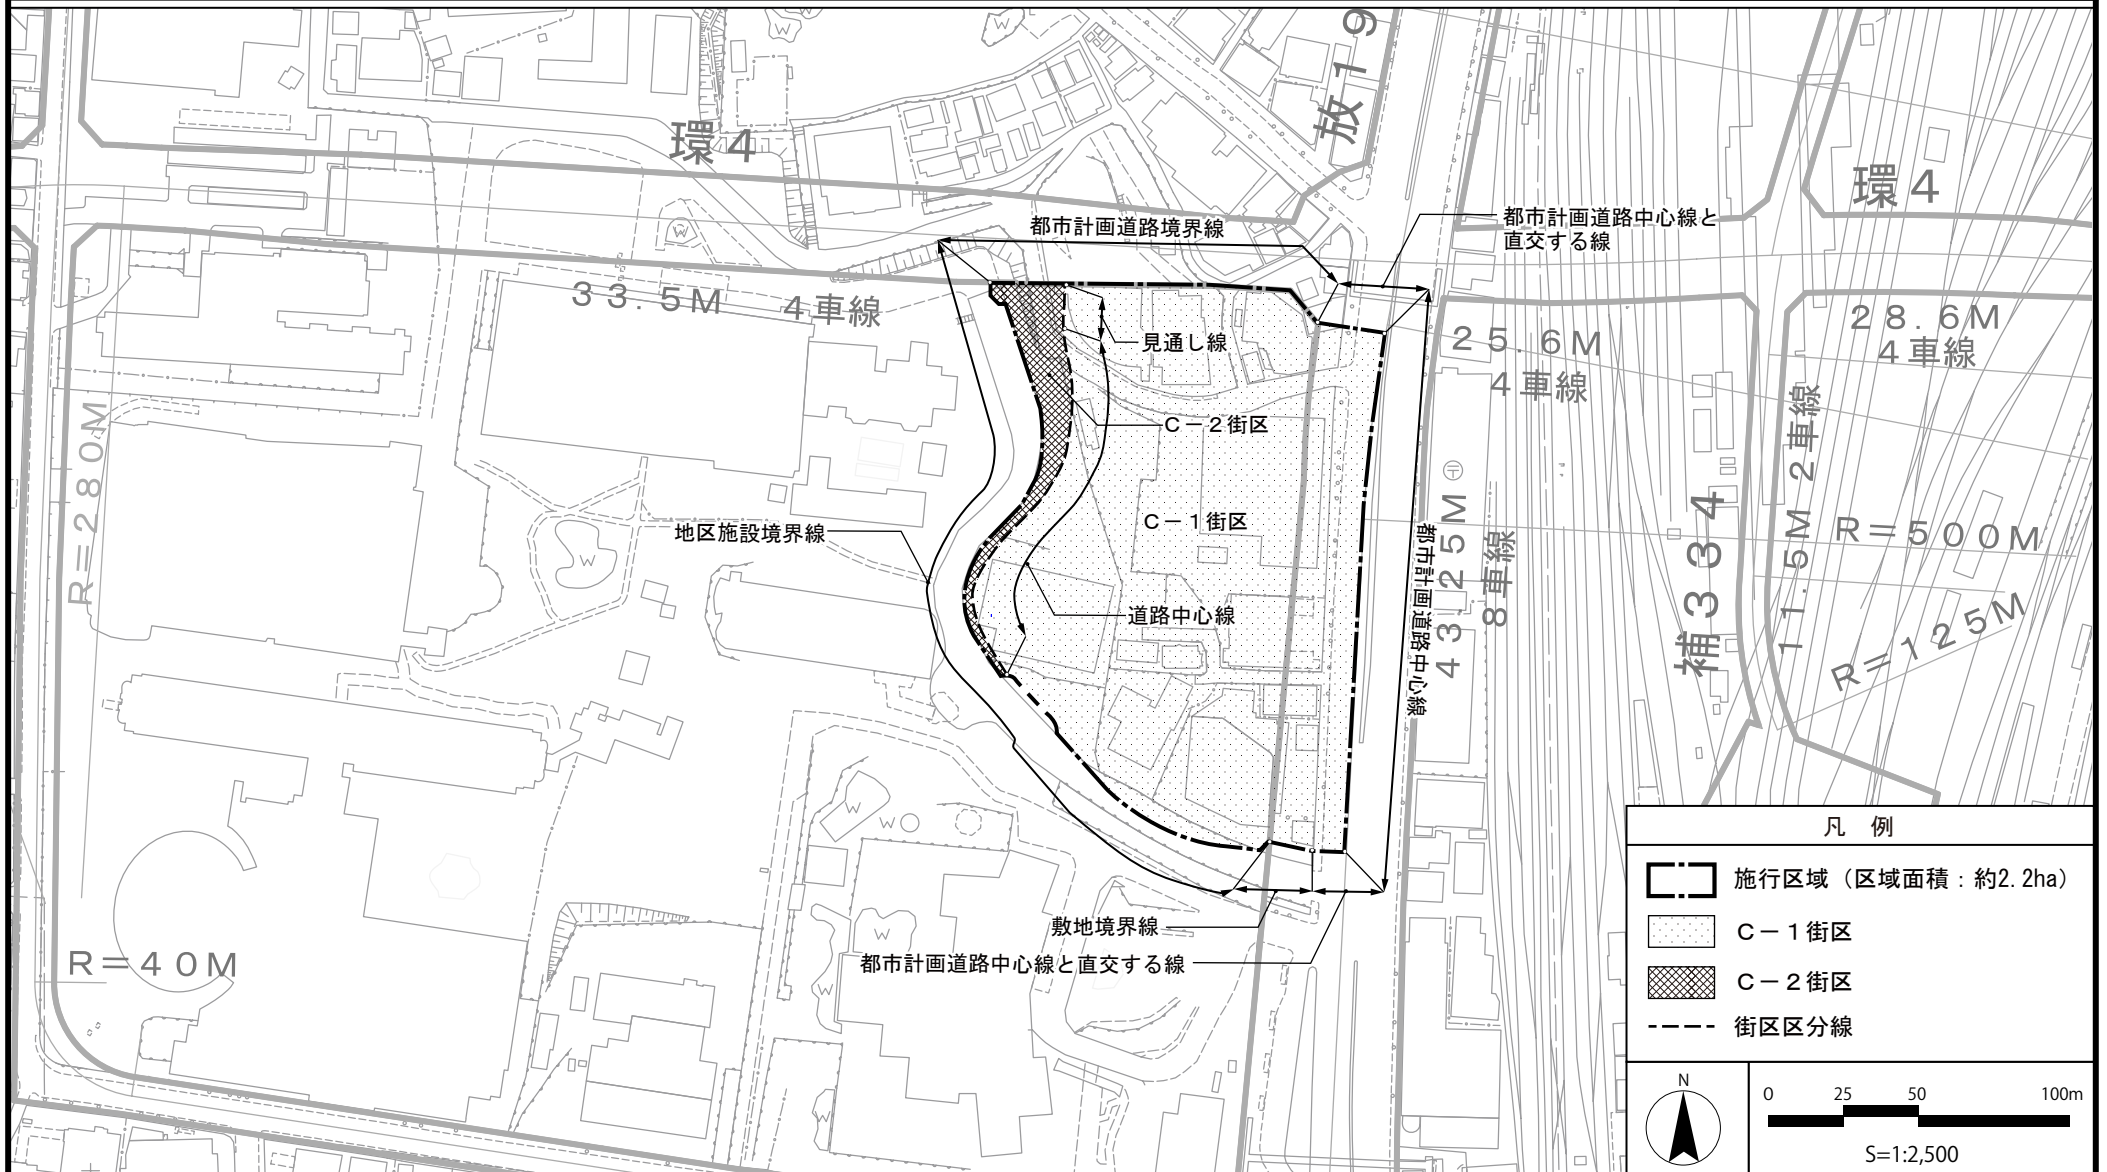 放19
環4
環4
都市計画道路境界線
都市計画道路中心線と
直交する線
33.5M　4車線
見通し線
25.6M
4車線
28.6M
4車線
C－2街区
R=280M
C－1街区
地区施設境界線
道路中心線
都市計画道路中心線
43.25M
8車線
補334
11.5M 2車線
R=500M
R=125M
敷地境界線
都市計画道路中心線と直交する線
R=40M
凡　例
施行区域（区域面積：約2.2ha）
C－1街区
C－2街区
街区区分線
N
0 25 50 100m
S=1:2,500